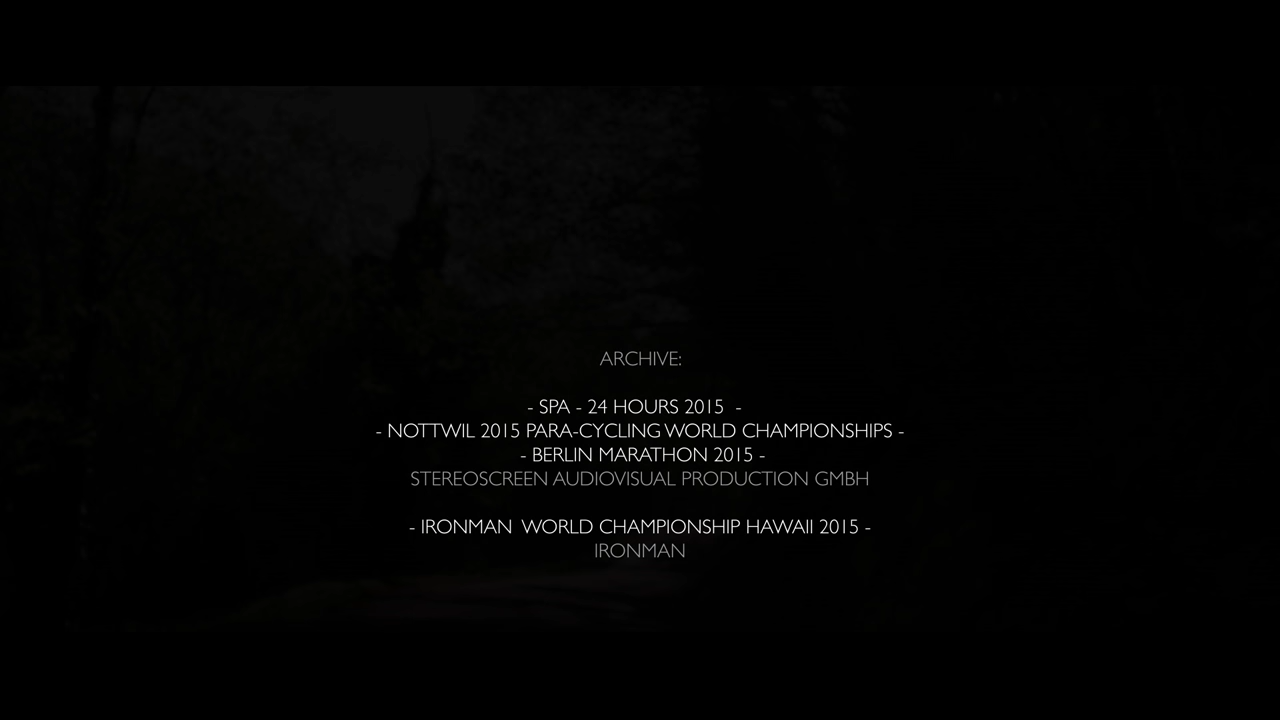 ARCHIVE:
- SPA - 24 HOURS 2015 -
- NOTTWIL 2015 PARA-CYCLING WORLD CHAMPIONSHIPS -
- BERLIN MARATHON 2015 -
STEREOSCREEN AUDIOVISUAL PRODUCTION GMBH
- IRONMAN WORLD CHAMPIONSHIP HAWAII 2015 -
IRONMAN